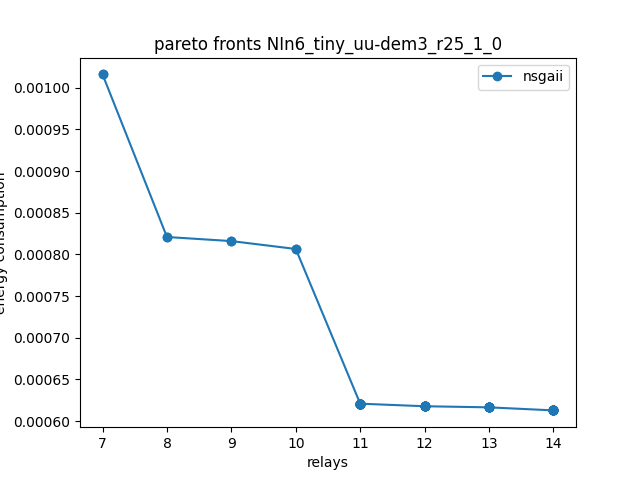 pareto fronts NIn6_tiny_uu-dem3_r25_1_0
nsgaii
0.00100
0.00095
0.00090
0.00085
0.00080
0.00075
0.00070
0.00065
0.00060
energy consumption
7 8 9 10 11 12 13 14
relays